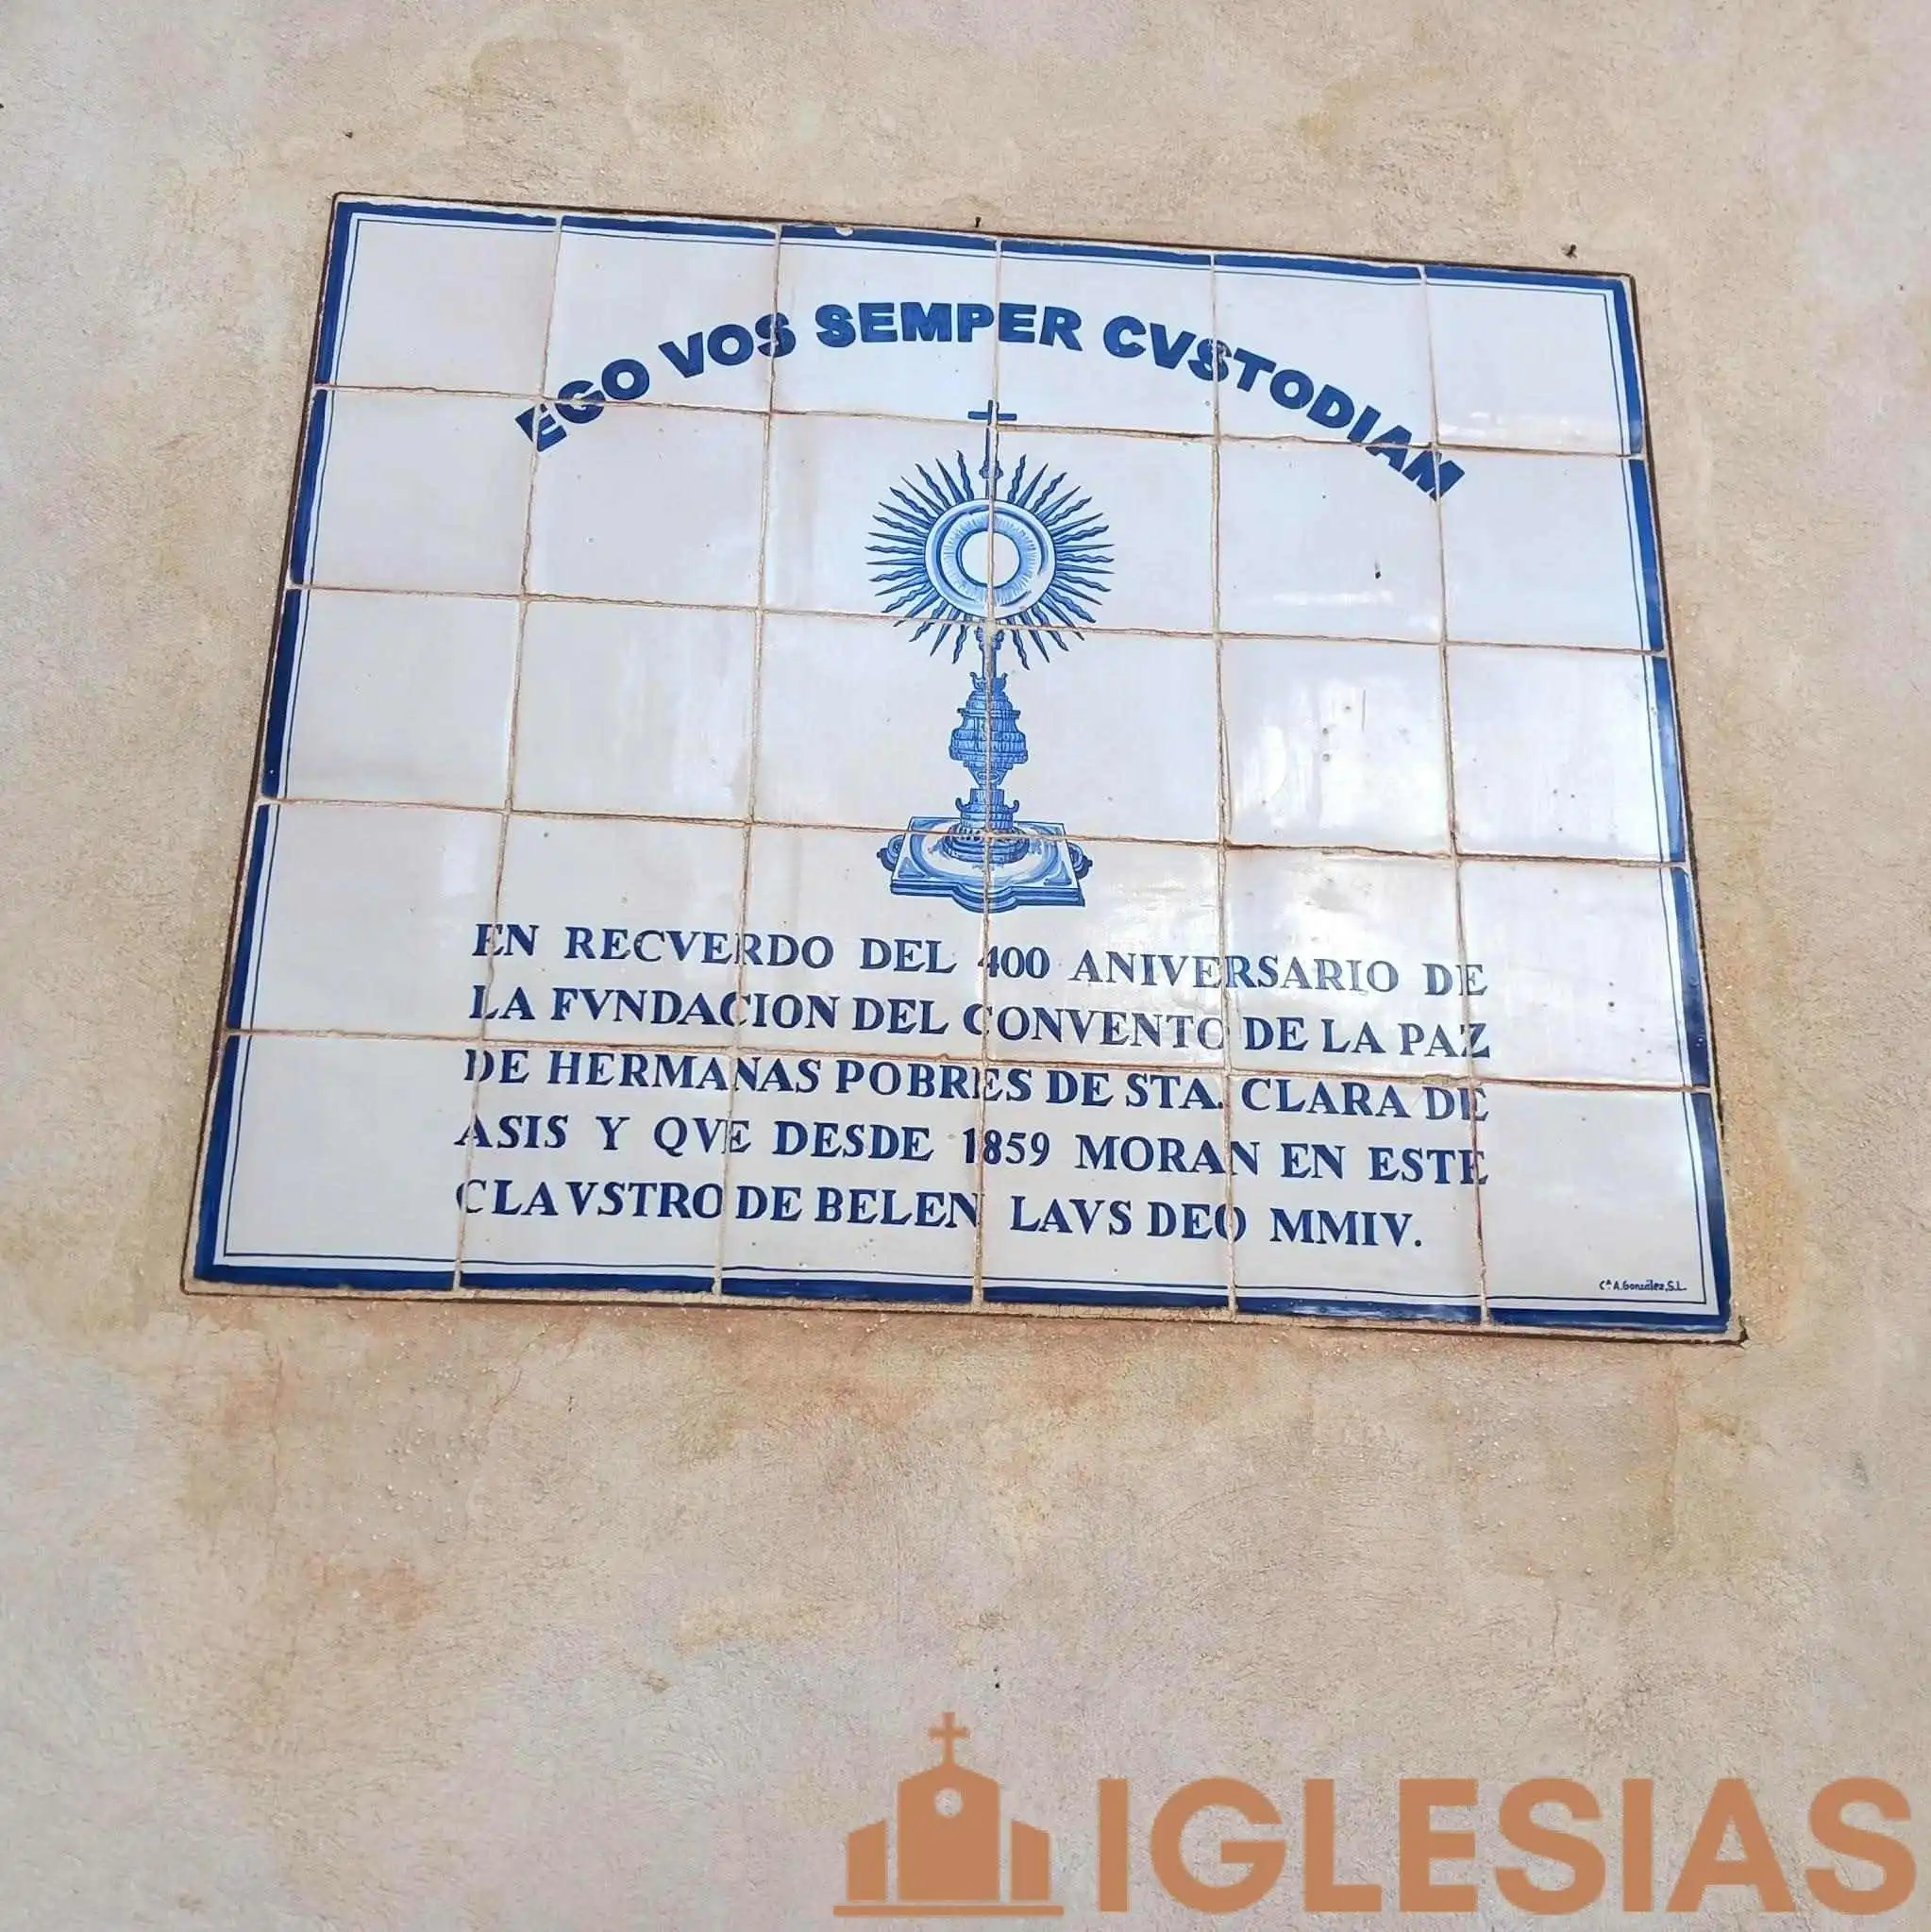 EGO VOS SEMPER CVSTODIAM
EN RECVERDO DEL 400 ANIVERSARIO DE
LA FVNDACION DEL CONVENTO DE LA PAZ
DE HERMANAS POBRES DE STA. CLARA DE
ASIS Y QVE DESDE 1859 MORAN EN ESTE
CLAVSTRO DE BELEN LAVS DEO MMIV.
Cª A. González, S.L.
IGLESIAS